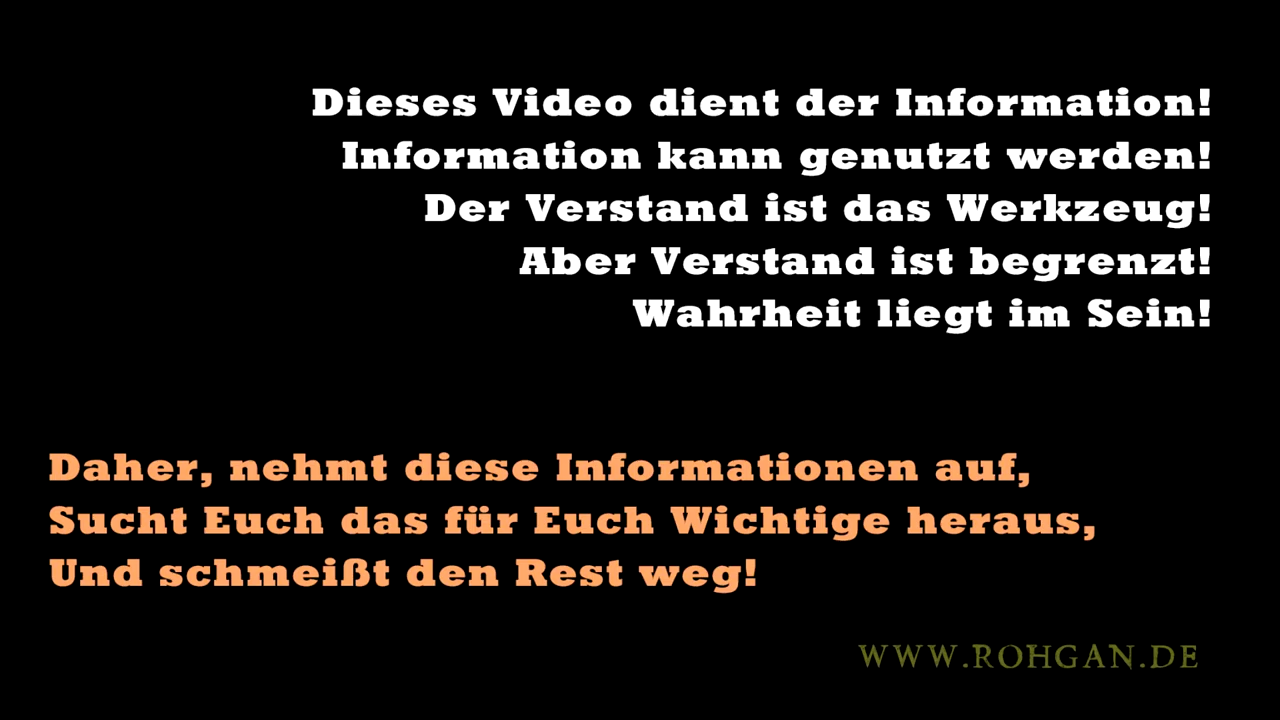 Dieses Video dient der Information!
Information kann genutzt werden!
Der Verstand ist das Werkzeug!
Aber Verstand ist begrenzt!
Wahrheit liegt im Sein!
Daher, nehmt diese Informationen auf,
Sucht Euch das für Euch Wichtige heraus,
Und schmeißt den Rest weg!
WWW.ROHGAN.DE